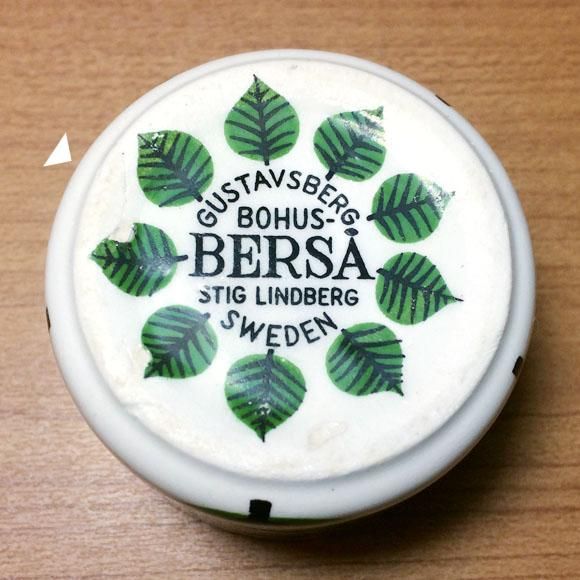 GUSTAVSBERG
BOHUS-
BERSÅ
STIG LINDBERG
SWEDEN